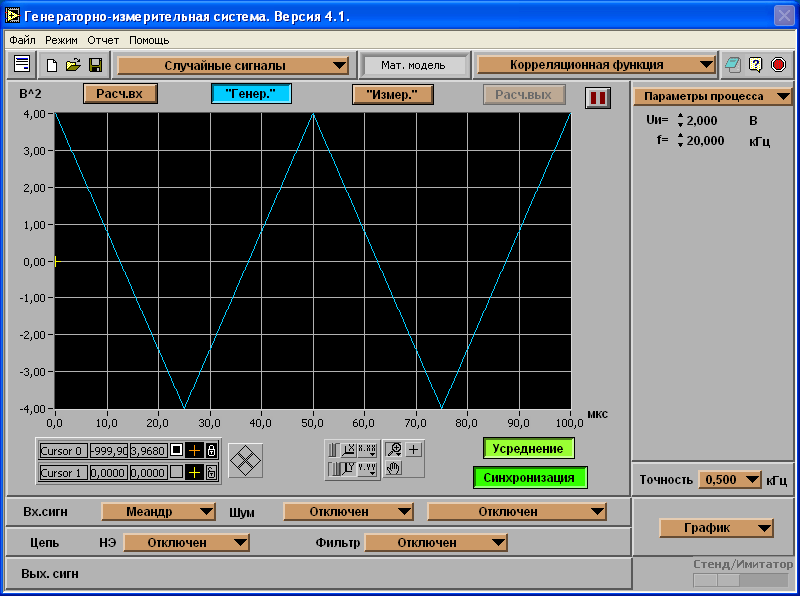 Генераторно-измерительная система. Версия 4.1.
Файл Режим Отчет Помощь
Случайные сигналы Мат. модель Корреляционная функция
В^2 Расч.вх "Генер." "Измер." Расч.вых Параметры процесса
Uи= 2,000 В
f= 20,000 кГц
4,00
3,00
2,00
1,00
0,00
-1,00
-2,00
-3,00
-4,00
0,0 10,0 20,0 30,0 40,0 50,0 60,0 70,0 80,0 90,0 100,0 мкс
Cursor 0 -999,90 3,9680
Cursor 1 0,0000 0,0000
X.XX
Y.YY
Усреднение
Синхронизация
Точность 0,500 кГц
Вх.сигн Меандр Шум Отключен Отключен
График
Цепь НЭ Отключен Фильтр Отключен
Стенд/Имитатор
Вых. сигн